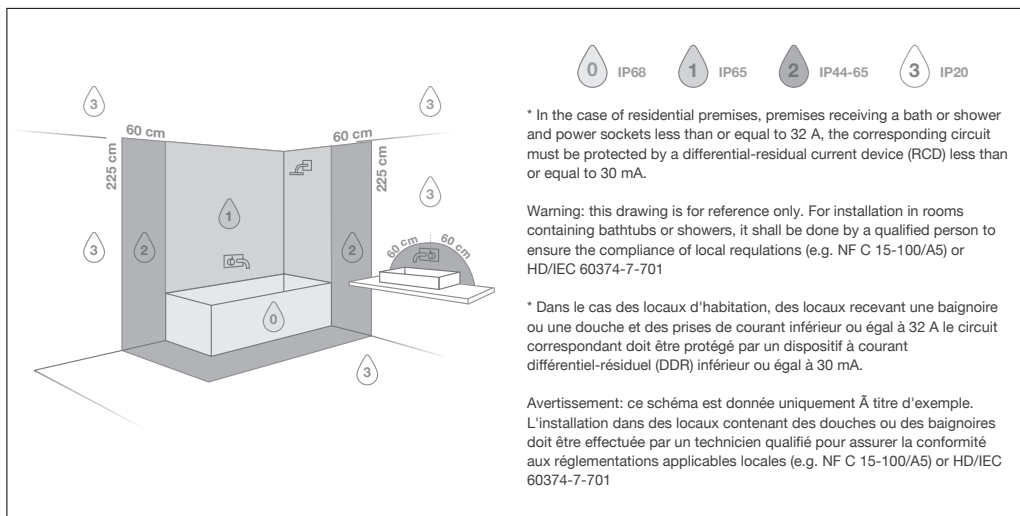 0 IP68 1 IP65 2 IP44-65 3 IP20
3
3
60 cm
60 cm
225 cm
225 cm
3
1
3
2
2
60 cm
60 cm
0
3
* In the case of residential premises, premises receiving a bath or shower
and power sockets less than or equal to 32 A, the corresponding circuit
must be protected by a differential-residual current device (RCD) less than
or equal to 30 mA.
Warning: this drawing is for reference only. For installation in rooms
containing bathtubs or showers, it shall be done by a qualified person to
ensure the compliance of local requlations (e.g. NF C 15-100/A5) or
HD/IEC 60374-7-701
* Dans le cas des locaux d'habitation, des locaux recevant une baignoire
ou une douche et des prises de courant inférieur ou égal à 32 A le circuit
correspondant doit être protégé par un dispositif à courant
différentiel-résiduel (DDR) inférieur ou égal à 30 mA.
Avertissement: ce schéma est donnée uniquement Ã titre d'exemple.
L'installation dans des locaux contenant des douches ou des baignoires
doit être effectuée par un technicien qualifié pour assurer la conformité
aux réglementations applicables locales (e.g. NF C 15-100/A5) or HD/IEC
60374-7-701